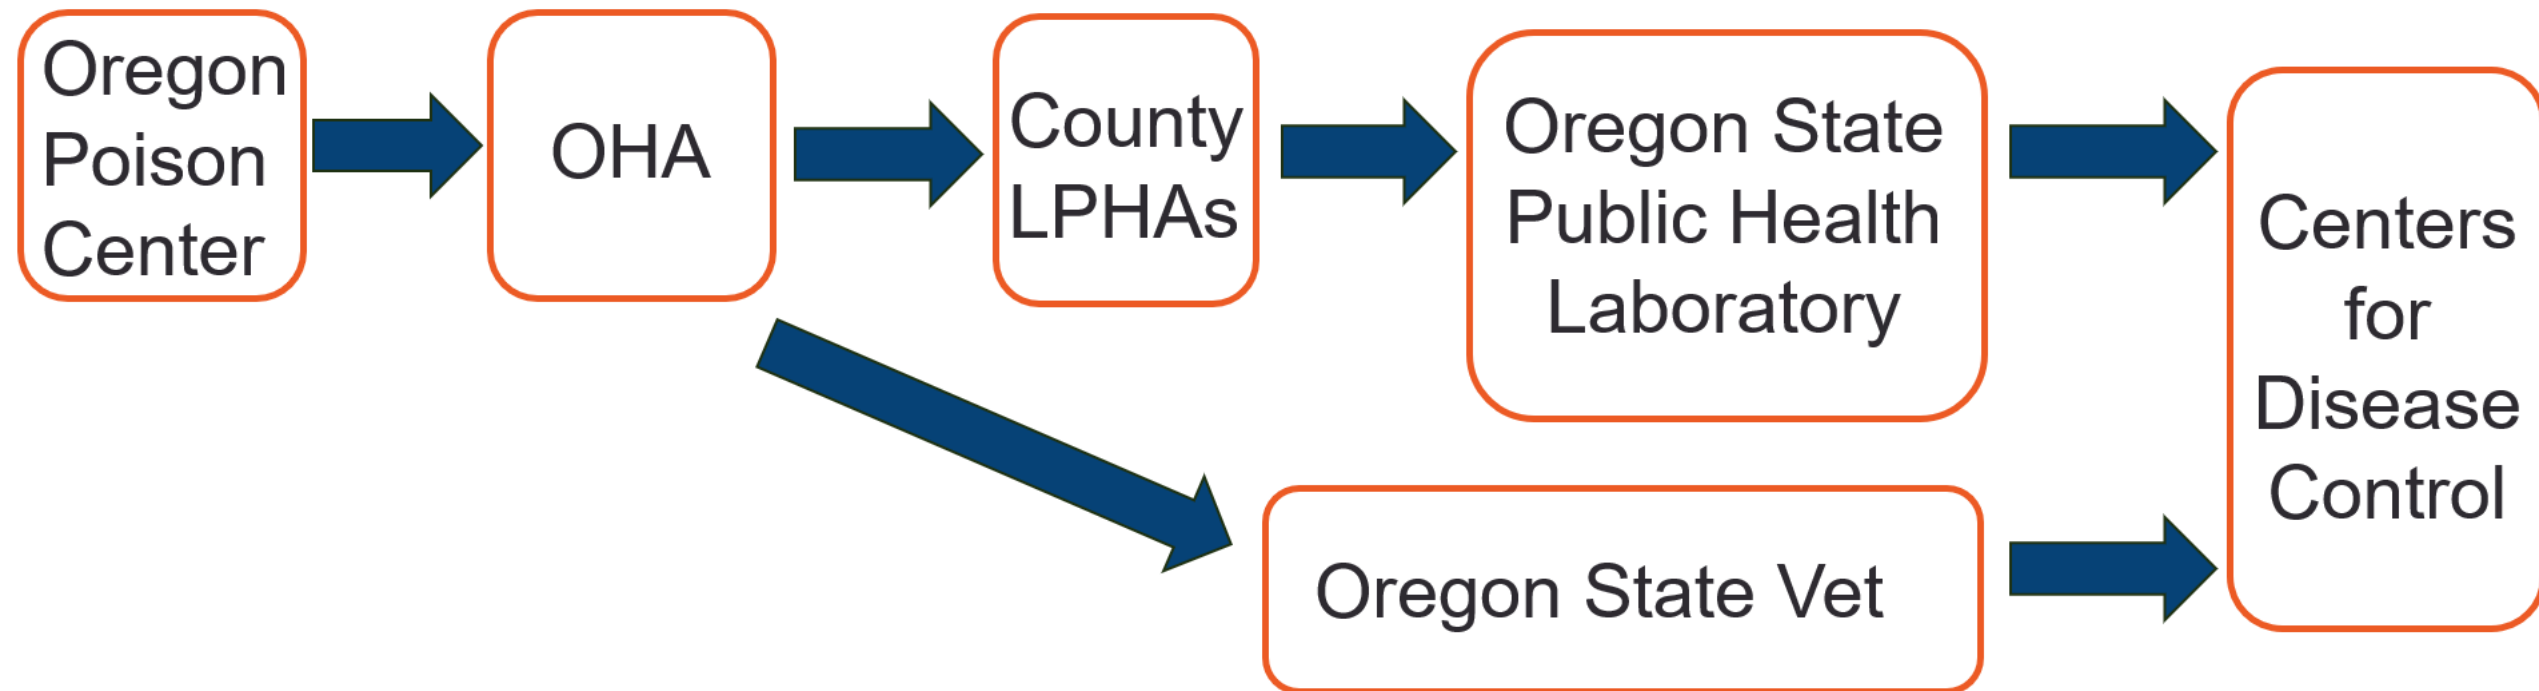 Oregon
Poison
Center
OHA
County
LPHAs
Oregon State
Public Health
Laboratory
Oregon State Vet
Centers
for
Disease
Control